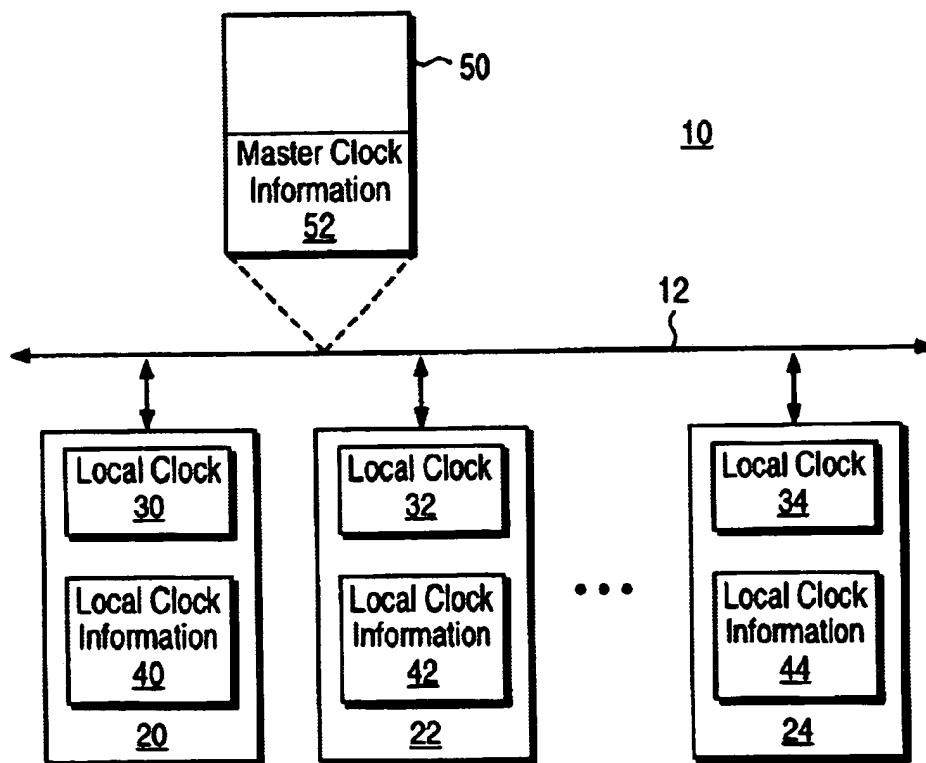 50
10
Master Clock
Information
52
12
Local Clock
30
Local Clock
Information
40
20
Local Clock
32
Local Clock
Information
42
22
Local Clock
34
Local Clock
Information
44
24